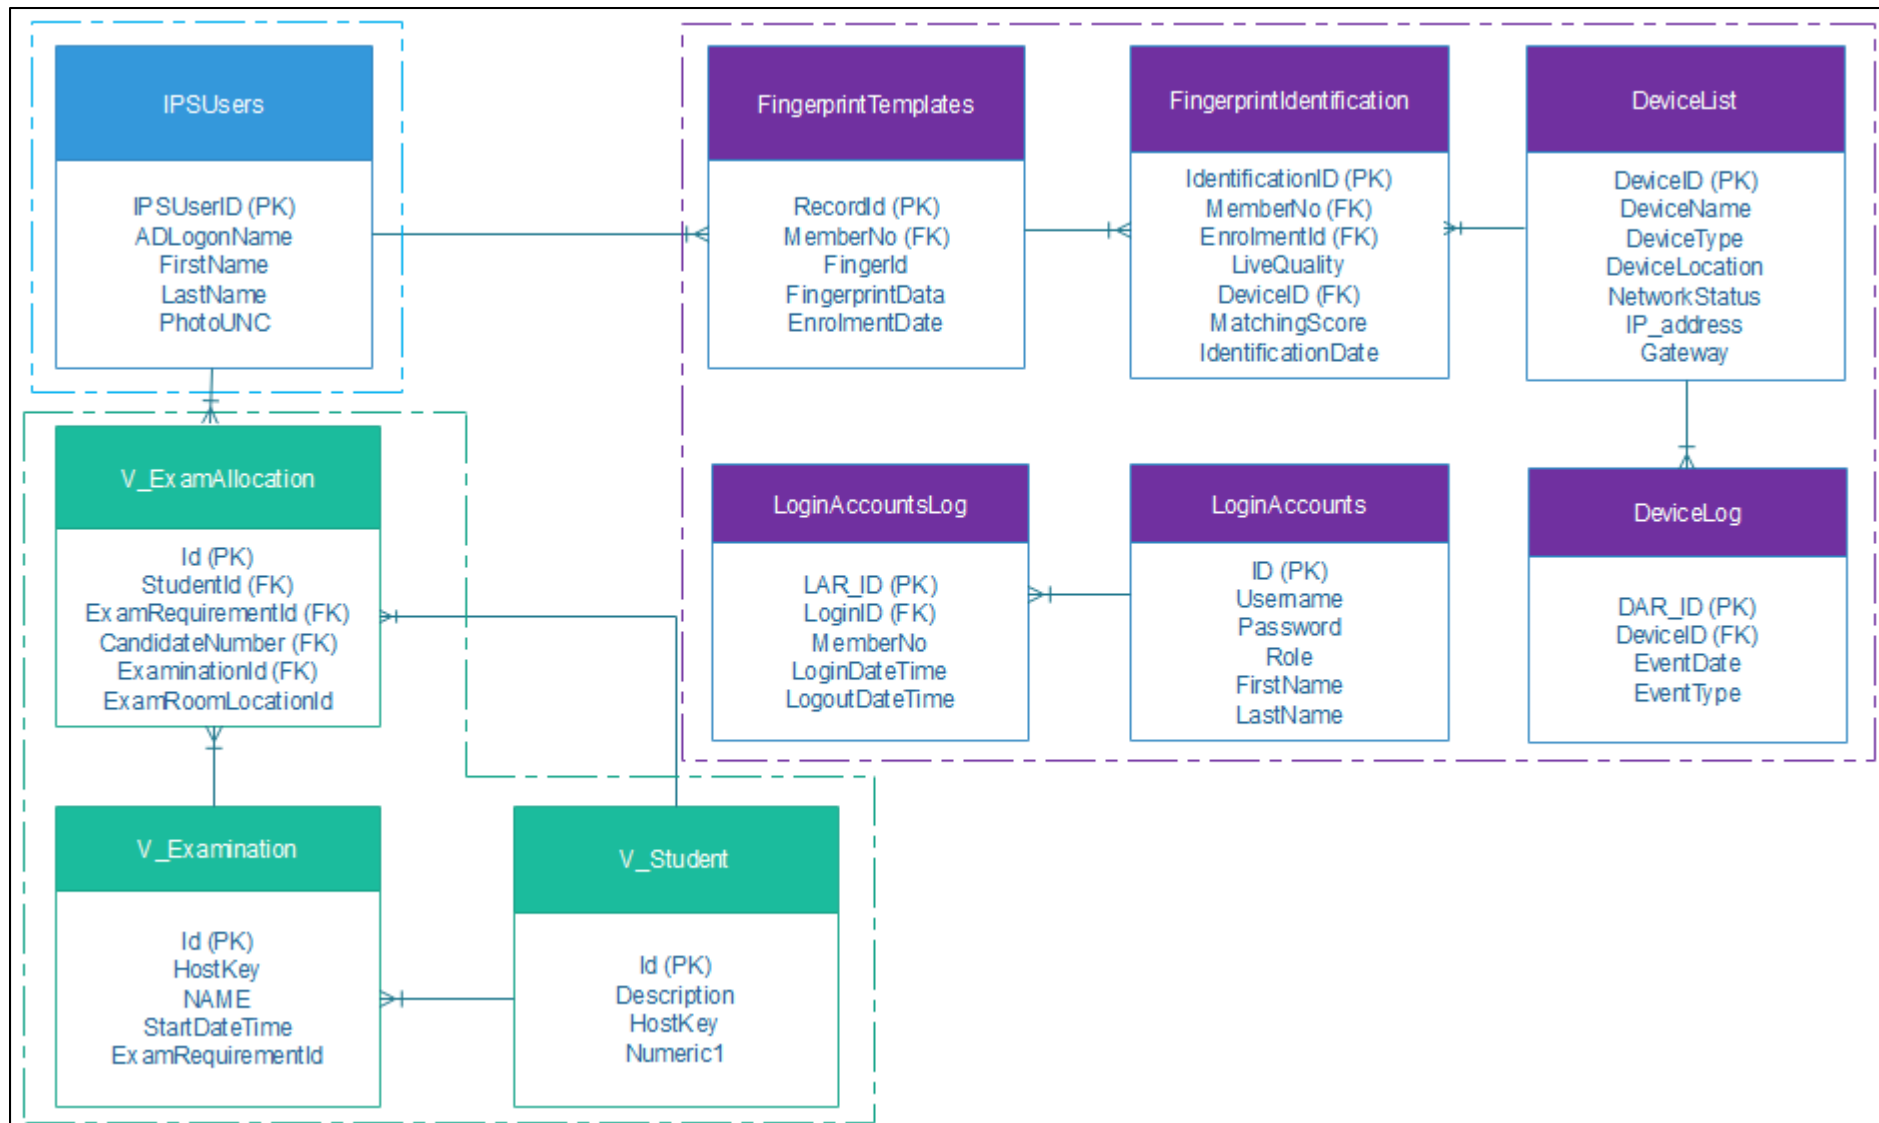 IPSUsers
IPSUserID (PK)
ADLogonName
FirstName
LastName
PhotoUNC
FingerprintTemplates
RecordId (PK)
MemberNo (FK)
FingerId
FingerprintData
EnrolmentDate
FingerprintIdentification
IdentificationID (PK)
MemberNo (FK)
EnrolmentId (FK)
LiveQuality
DeviceID (FK)
MatchingScore
IdentificationDate
DeviceList
DeviceID (PK)
DeviceName
DeviceType
DeviceLocation
NetworkStatus
IP_address
Gateway
V_ExamAllocation
Id (PK)
StudentId (FK)
ExamRequirementId (FK)
CandidateNumber (FK)
ExaminationId (FK)
ExamRoomLocationId
LoginAccountsLog
LAR_ID (PK)
LoginID (FK)
MemberNo
LoginDateTime
LogoutDateTime
LoginAccounts
ID (PK)
Username
Password
Role
FirstName
LastName
DeviceLog
DAR_ID (PK)
DeviceID (FK)
EventDate
EventType
V_Examination
Id (PK)
HostKey
NAME
StartDateTime
ExamRequirementId
V_Student
Id (PK)
Description
HostKey
Numeric1